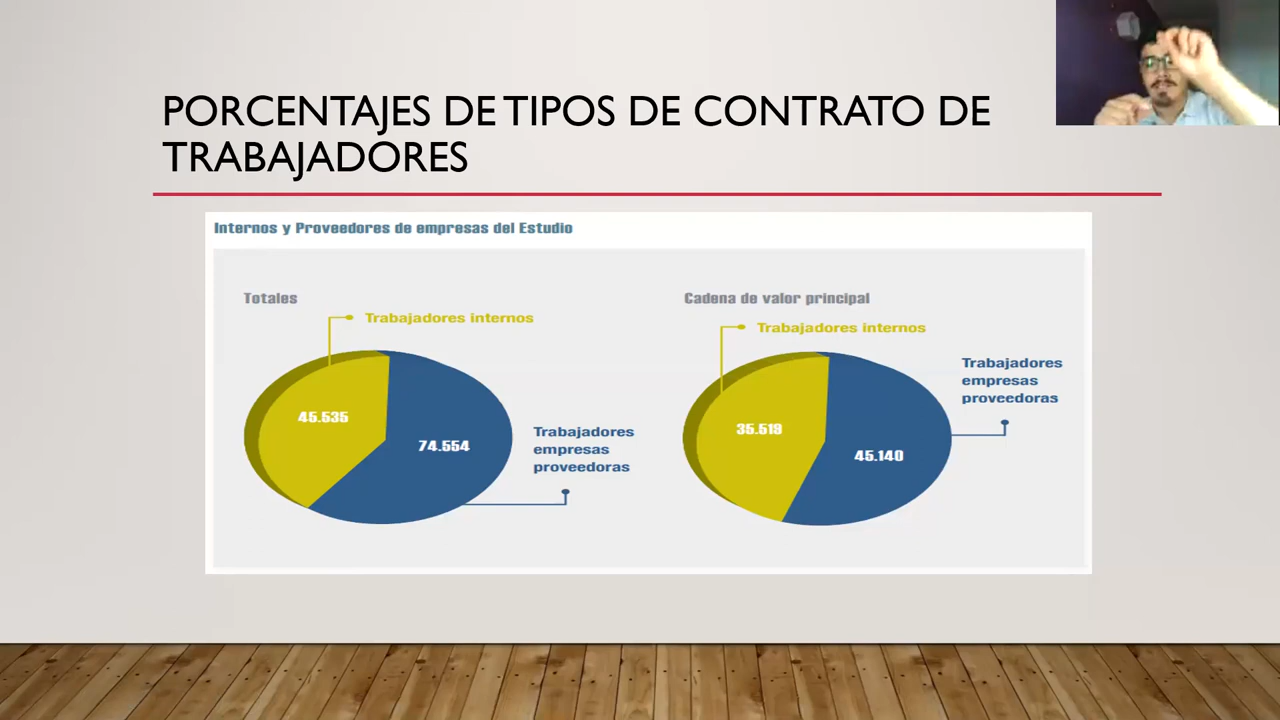 PORCENTAJES DE TIPOS DE CONTRATO DE
TRABAJADORES
Internos y Proveedores de empresas del Estudio
Totales
Trabajadores internos
45.535
74.554
Trabajadores
empresas
proveedoras
Cadena de valor principal
Trabajadores internos
35.519
45.140
Trabajadores
empresas
proveedoras